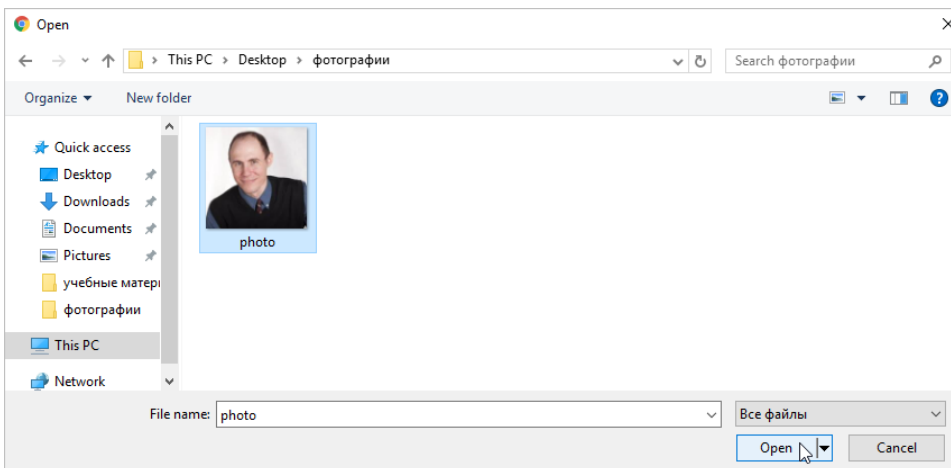 Open
This PC > Desktop > фотографии
Search фотографии
Organize
New folder
Quick access
Desktop
Downloads
Documents
Pictures
учебные матери
фотографии
This PC
Network
photo
File name: photo
Все файлы
Open
Cancel